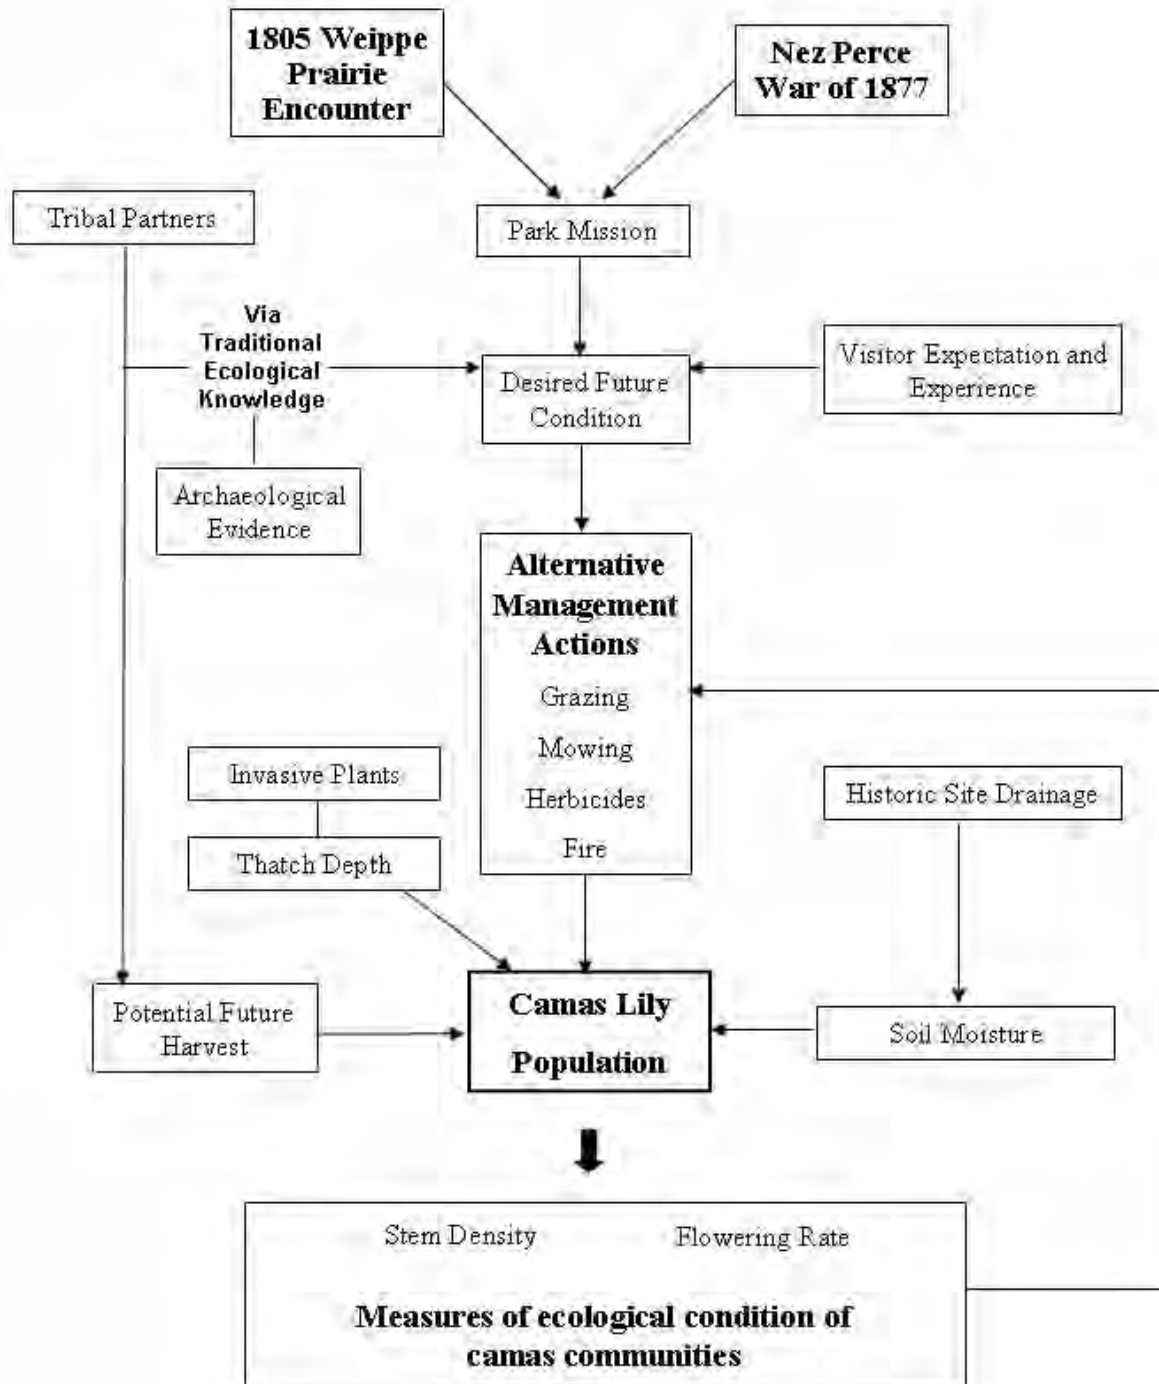 1805 Weippe
Prairie
Encounter
Nez Perce
War of 1877
Tribal Partners
Park Mission
Via
Traditional
Ecological
Knowledge
Desired Future
Condition
Visitor Expectation and
Experience
Archaeological
Evidence
Alternative
Management
Actions
Grazing
Mowing
Herbicides
Fire
Invasive Plants
Thatch Depth
Historic Site Drainage
Potential Future
Harvest
Camas Lily
Population
Soil Moisture
Stem Density
Flowering Rate
Measures of ecological condition of
camas communities